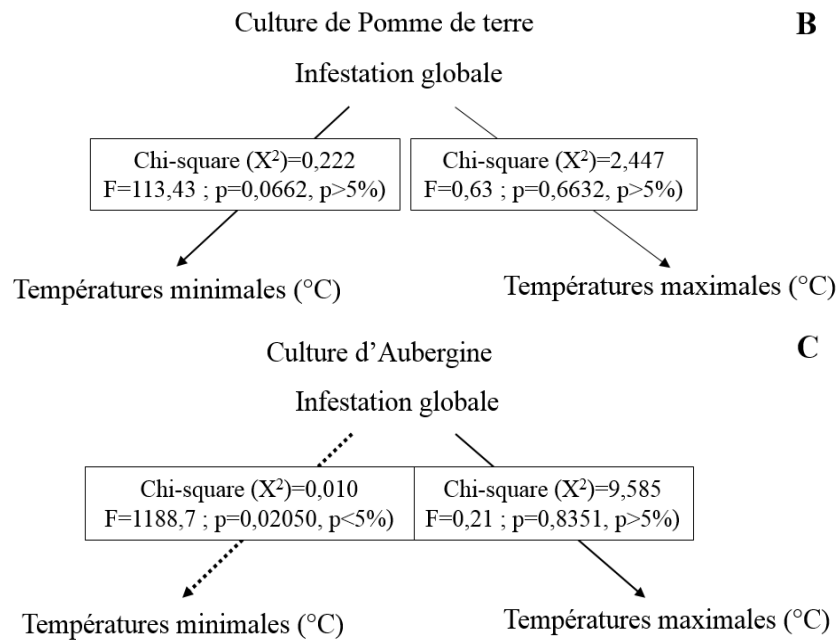 Culture de Pomme de terre
B
Infestation globale
Chi-square (X²)=0,222
F=113,43 ; p=0,0662, p>5%)
Chi-square (X²)=2,447
F=0,63 ; p=0,6632, p>5%)
Températures minimales (°C)
Températures maximales (°C)
Culture d’Aubergine
C
Infestation globale
Chi-square (X²)=0,010
F=1188,7 ; p=0,02050, p<5%)
Chi-square (X²)=9,585
F=0,21 ; p=0,8351, p>5%)
Températures minimales (°C)
Températures maximales (°C)